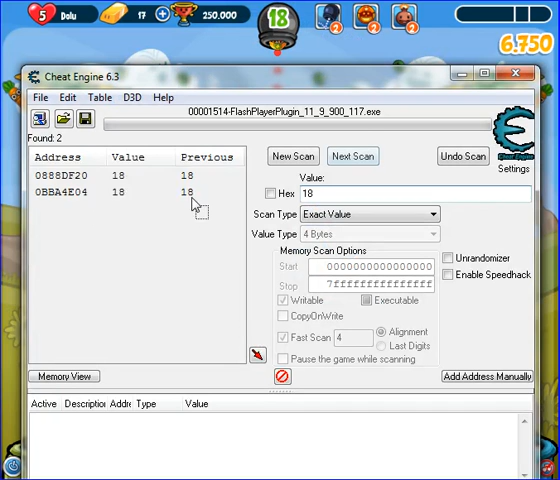 5 Dolu 17 250.000 18 2 2 2
6.750
Cheat Engine 6.3
File Edit Table D3D Help
00001514-FlashPlayerPlugin_11_9_900_117.exe
Found: 2
Address Value Previous
0888DF20 18 18
0BBA4E04 18 18
New Scan Next Scan Undo Scan
Cheat Engine
Settings
Value:
Hex 18
Scan Type Exact Value
Value Type 4 Bytes
Memory Scan Options
Start 0000000000000000
Stop 7fffffffffffffff
Writable Executable
CopyOnWrite
Fast Scan 4 Alignment
Last Digits
Pause the game while scanning
Unrandomizer
Enable Speedhack
Memory View Add Address Manually
Active Description Addre Type Value